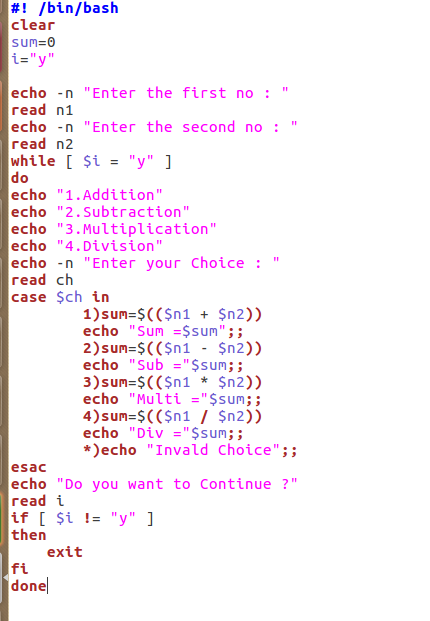 #! /bin/bash
clear
sum=0
i="y"
echo -n "Enter the first no : "
read n1
echo -n "Enter the second no : "
read n2
while [ $i = "y" ]
do
echo "1.Addition"
echo "2.Subtraction"
echo "3.Multiplication"
echo "4.Division"
echo -n "Enter your Choice : "
read ch
case $ch in
1)sum=$(($n1 + $n2))
echo "Sum =$sum";;
2)sum=$(($n1 - $n2))
echo "Sub ="$sum;;
3)sum=$(($n1 * $n2))
echo "Multi ="$sum;;
4)sum=$(($n1 / $n2))
echo "Div ="$sum;;
*)echo "Invald Choice";;
esac
echo "Do you want to Continue ?"
read i
if [ $i != "y" ]
then
exit
fi
done